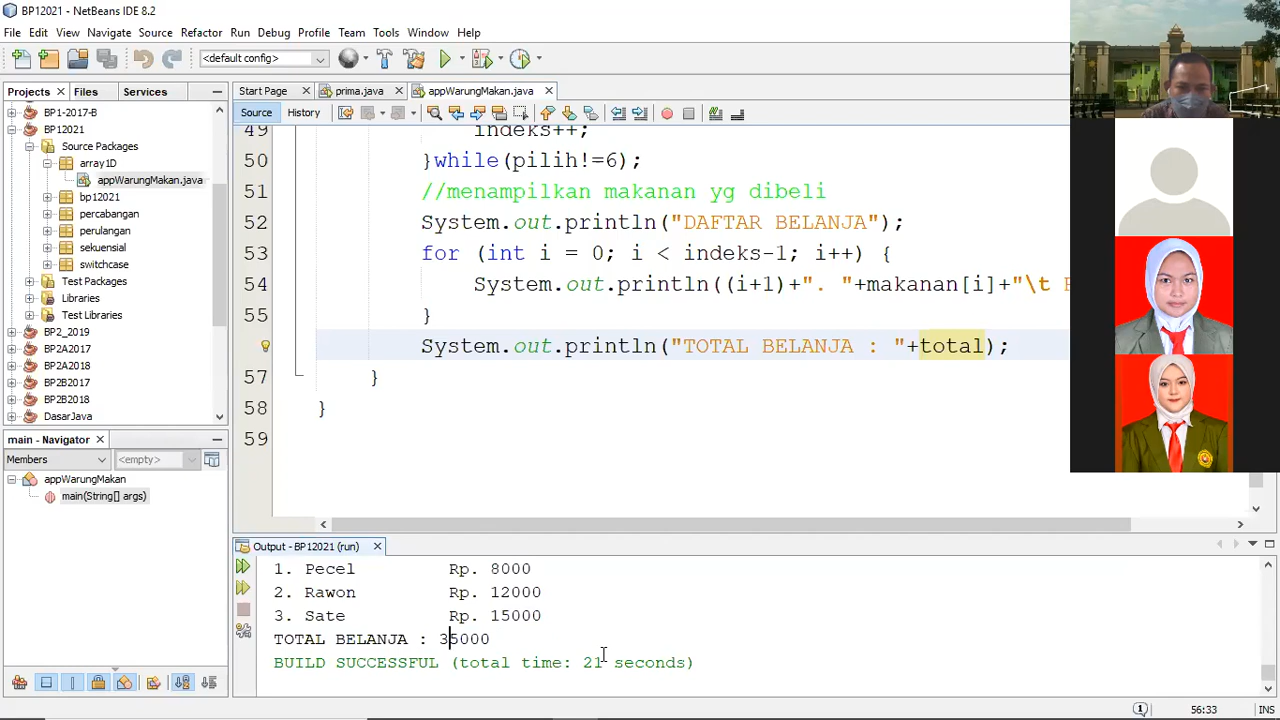 BP12021 - NetBeans IDE 8.2
File Edit View Navigate Source Refactor Run Debug Profile Team Tools Window Help
<default config>
Projects Files Services
Start Page prima.java appWarungMakan.java
Source History
BP1-2017-B
BP12021
Source Packages
array1D
appWarungMakan.java
bp12021
percabangan
perulangan
sekuensial
switchcase
Test Packages
Libraries
Test Libraries
BP2_2019
BP2A2017
BP2A2018
BP2B2017
BP2B2018
DasarJava
49 indeks++;
50 }while(pilih!=6);
51 //menampilkan makanan yg dibeli
52 System.out.println("DAFTAR BELANJA");
53 for (int i = 0; i < indeks-1; i++) {
54 System.out.println((i+1)+". "+makanan[i]+"\t
55 }
System.out.println("TOTAL BELANJA : "+total);
57 }
58 }
59
main - Navigator
Members <empty>
appWarungMakan
main(String[] args)
Output - BP12021 (run)
1. Pecel Rp. 8000
2. Rawon Rp. 12000
3. Sate Rp. 15000
TOTAL BELANJA : 35000
BUILD SUCCESSFUL (total time: 21 seconds)
1 56:33 INS